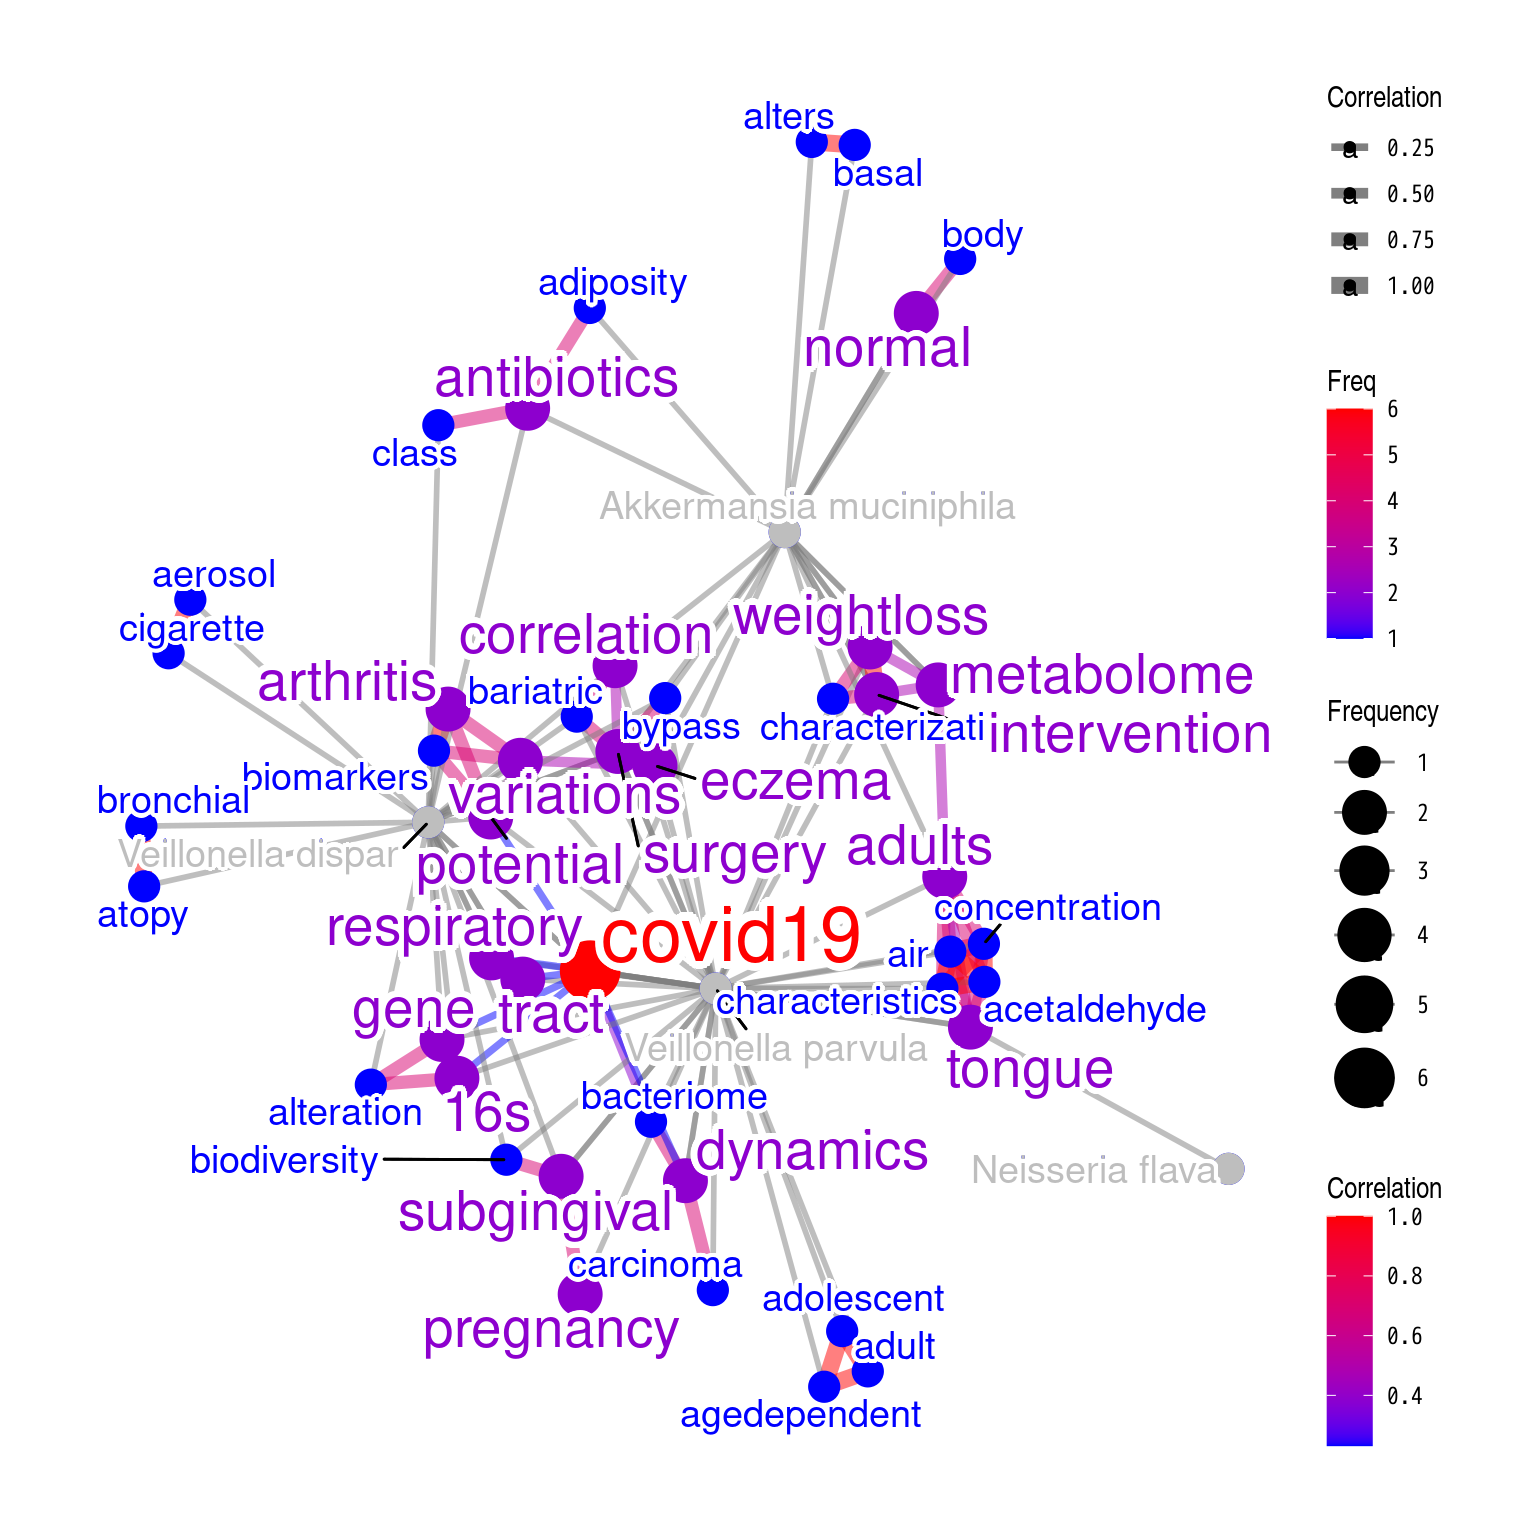 alters
basal
body
adiposity
normal
antibiotics
class
Akkermansia muciniphila
aerosol
cigarette
weightloss
correlation
arthritis
metabolome
bariatric
bypass
characterizati
intervention
biomarkers
eczema
bronchial
variations
Veillonella dispar
surgery
adults
potential
atopy
concentration
respiratory
covid19
air
characteristics
acetaldehyde
gene
tract
Veillonella parvula
tongue
bacteriome
alteration
16s
dynamics
biodiversity
Neisseria flava
subgingival
carcinoma
adolescent
pregnancy
adult
agedependent
Correlation
a 0.25
a 0.50
a 0.75
a 1.00
Freq
6
5
4
3
2
1
Frequency
1
2
3
4
5
6
Correlation
1.0
0.8
0.6
0.4